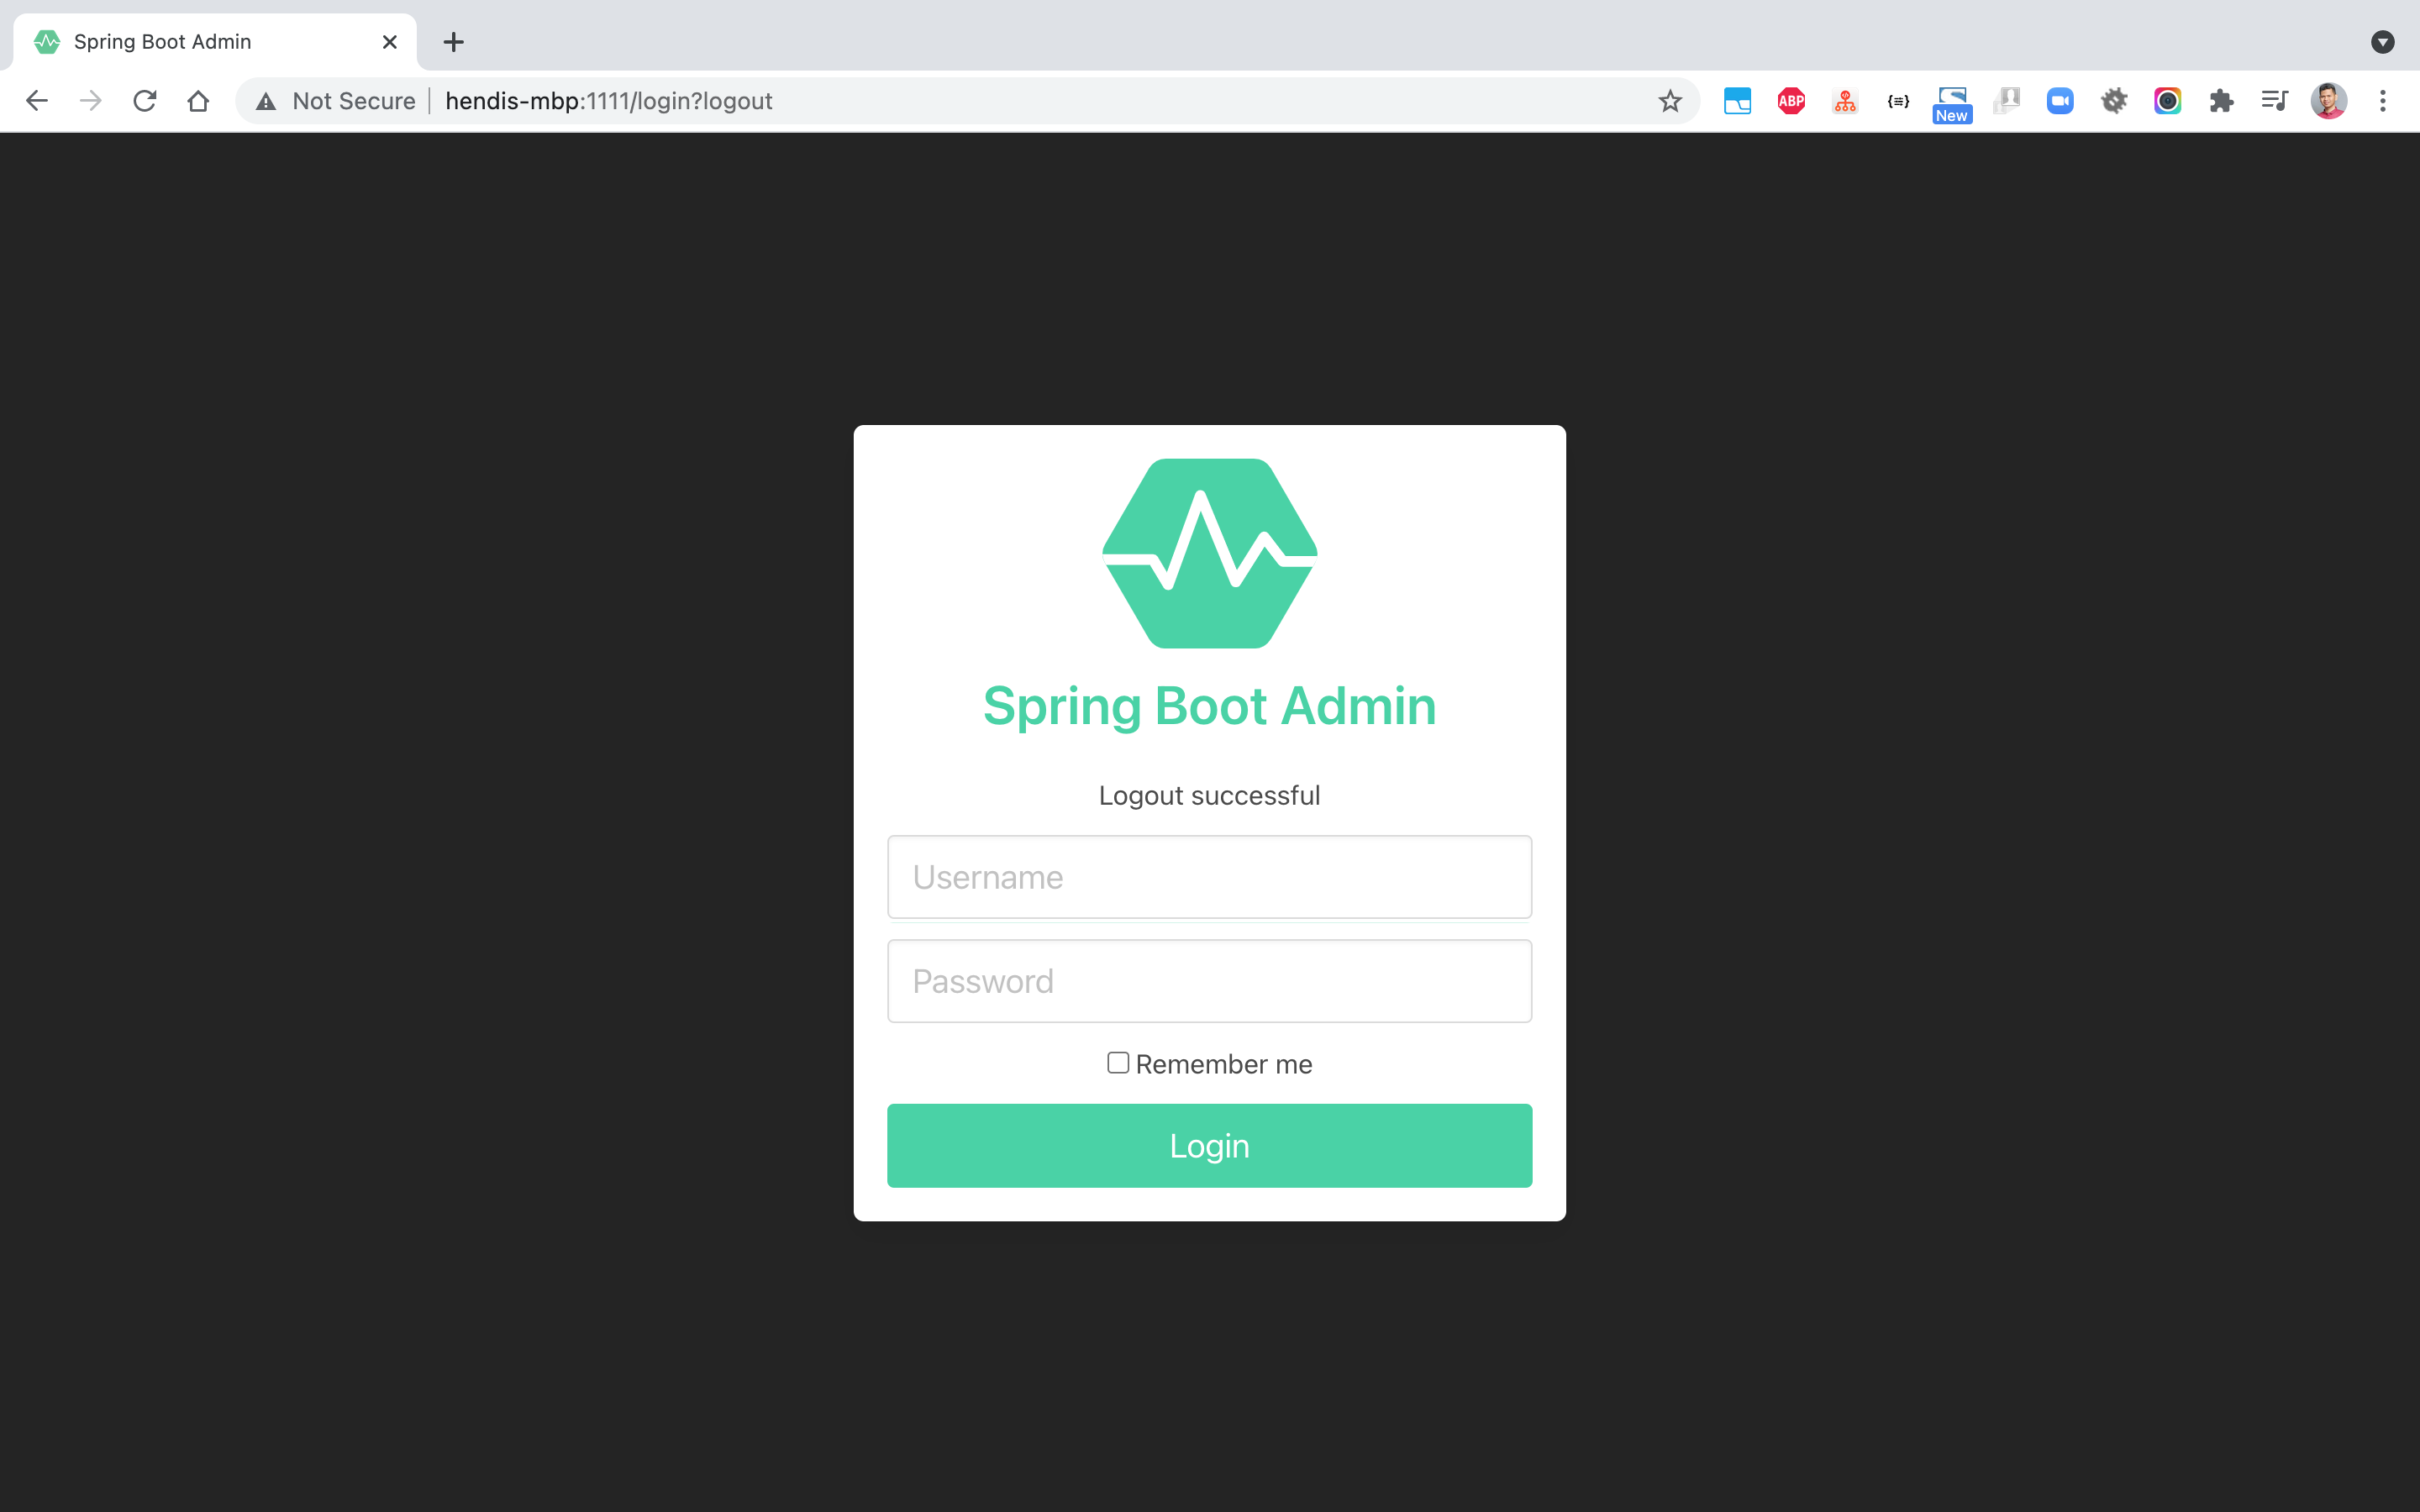 Spring Boot Admin
Not Secure hendis-mbp:1111/login?logout
ABP
{≡}
New
Spring Boot Admin
Logout successful
Username
Password
Remember me
Login